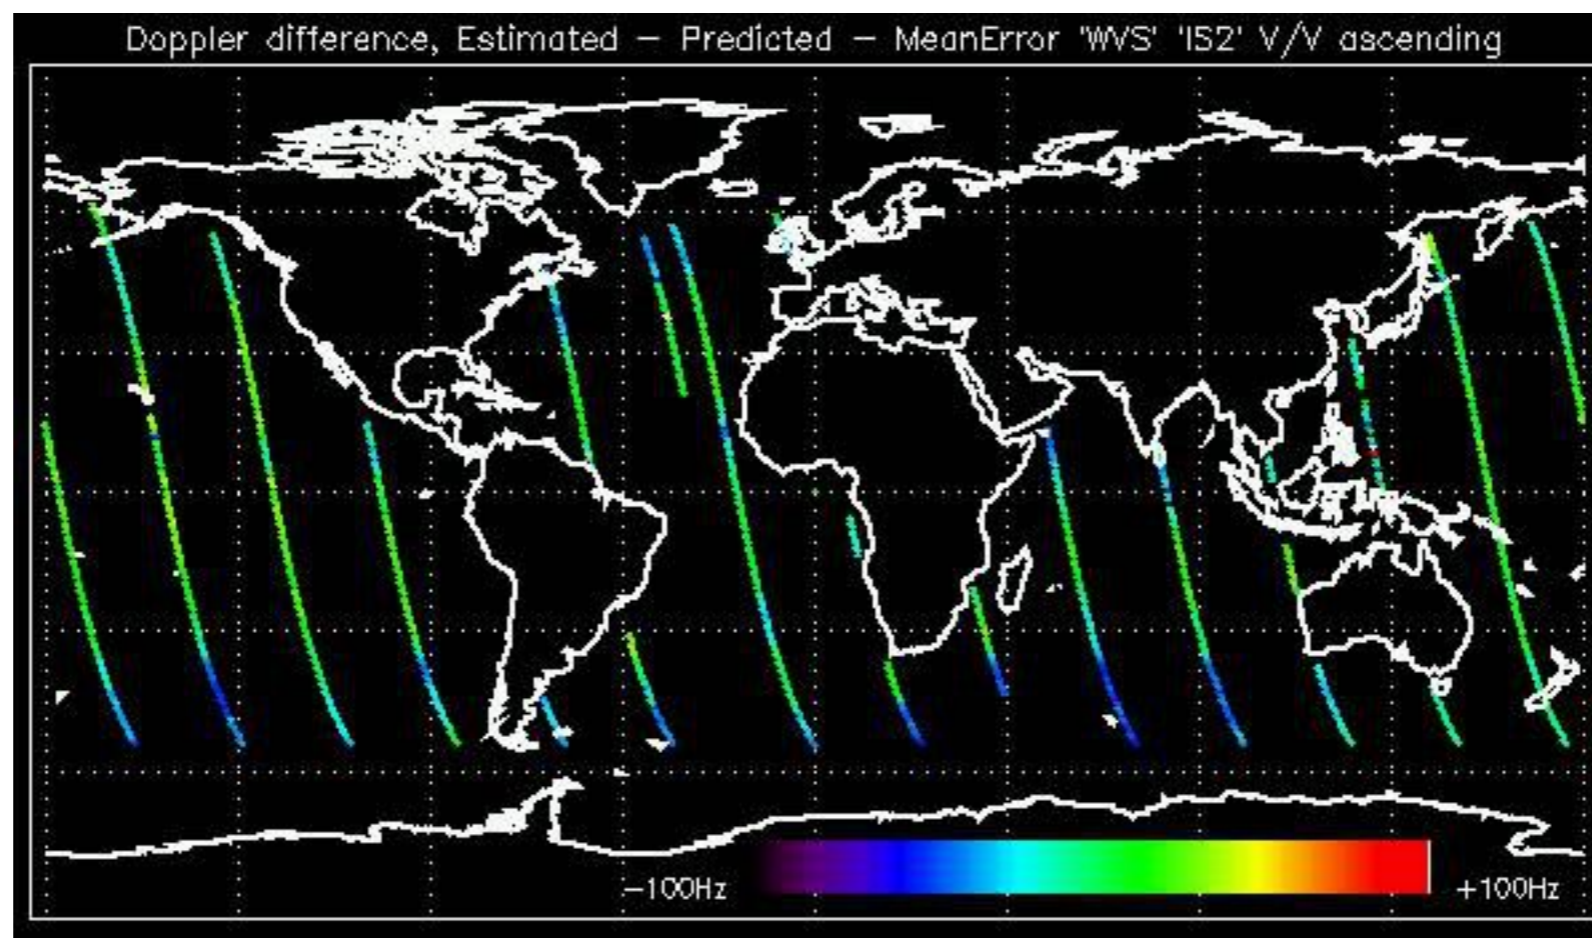 Doppler difference, Estimated – Predicted – MeanError 'WVS' 'IS2' V/V ascending
–100Hz
+100Hz